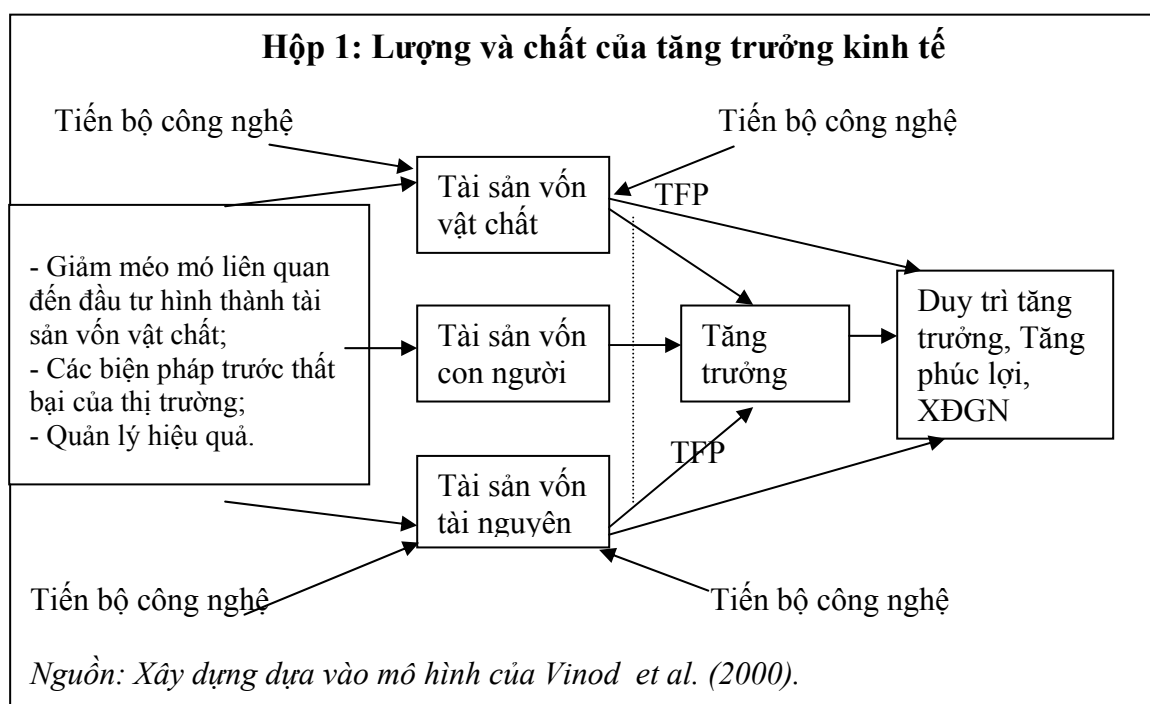 Hộp 1: Lượng và chất của tăng trưởng kinh tế
Tiến bộ công nghệ
Tiến bộ công nghệ
Tài sản vốn
vật chất
TFP
- Giảm méo mó liên quan
đến đầu tư hình thành tài
sản vốn vật chất;
- Các biện pháp trước thất
bại của thị trường;
- Quản lý hiệu quả.
Tài sản vốn
con người
Tăng
trưởng
Duy trì tăng
trưởng, Tăng
phúc lợi,
XĐGN
TFP
Tài sản vốn
tài nguyên
Tiến bộ công nghệ
Tiến bộ công nghệ
Nguồn: Xây dựng dựa vào mô hình của Vinod et al. (2000).